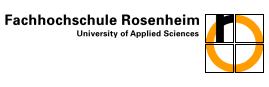 Fachhochschule Rosenheim
University of Applied Sciences
r